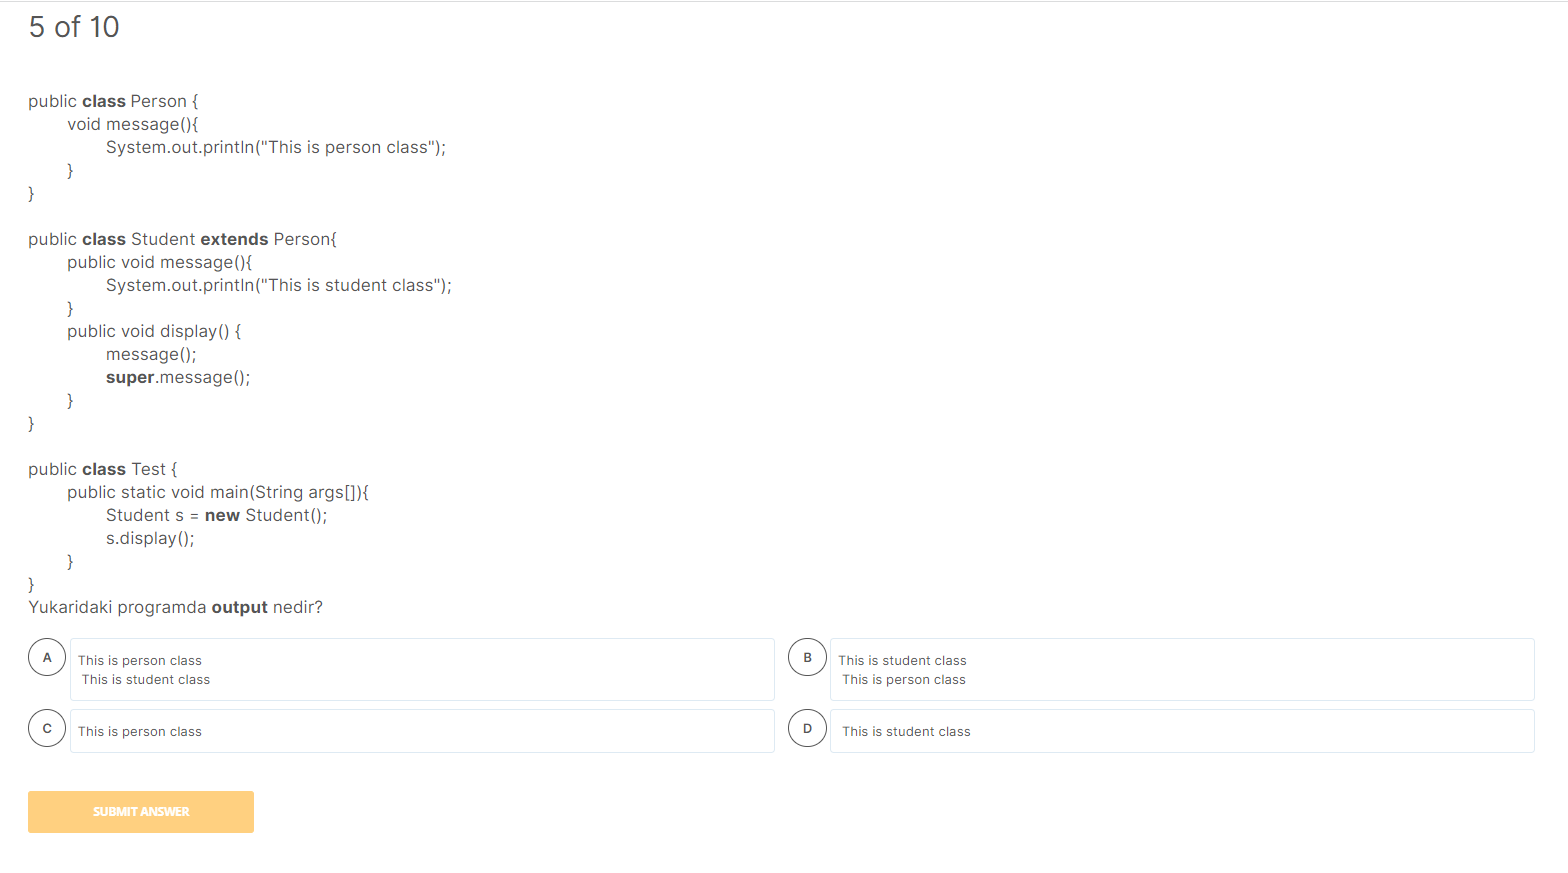 5 of 10
public class Person {
void message(){
System.out.println("This is person class");
}
}
public class Student extends Person{
public void message(){
System.out.println("This is student class");
}
public void display() {
message();
super.message();
}
}
public class Test {
public static void main(String args[]){
Student s = new Student();
s.display();
}
}
Yukaridaki programda output nedir?
A
This is person class
This is student class
B
This is student class
This is person class
C
This is person class
D
This is student class
SUBMIT ANSWER